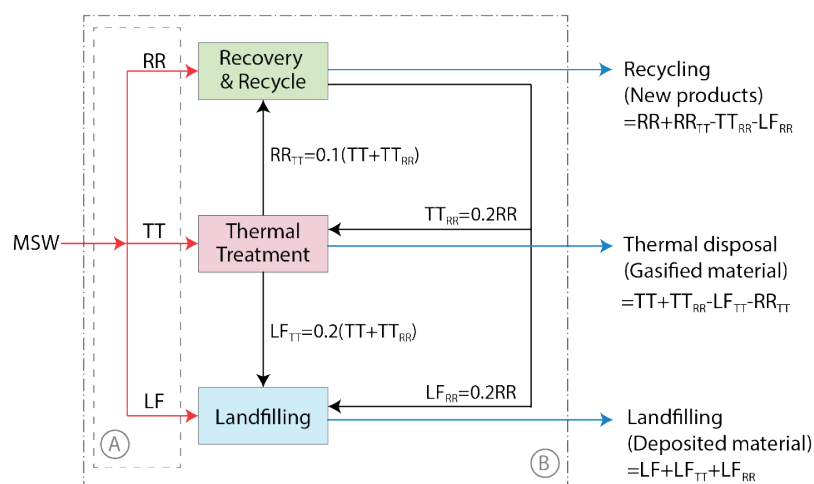 RR
Recovery
& Recycle
Recycling
(New products)
=RR+RR_TT-TT_RR-LF_RR
RR_TT=0.1(TT+TT_RR)
MSW
TT
Thermal
Treatment
TT_RR=0.2RR
Thermal disposal
(Gasified material)
=TT+TT_RR-LF_TT-RR_TT
LF_TT=0.2(TT+TT_RR)
LF
Landfilling
LF_RR=0.2RR
Landfilling
(Deposited material)
=LF+LF_TT+LF_RR
A
B